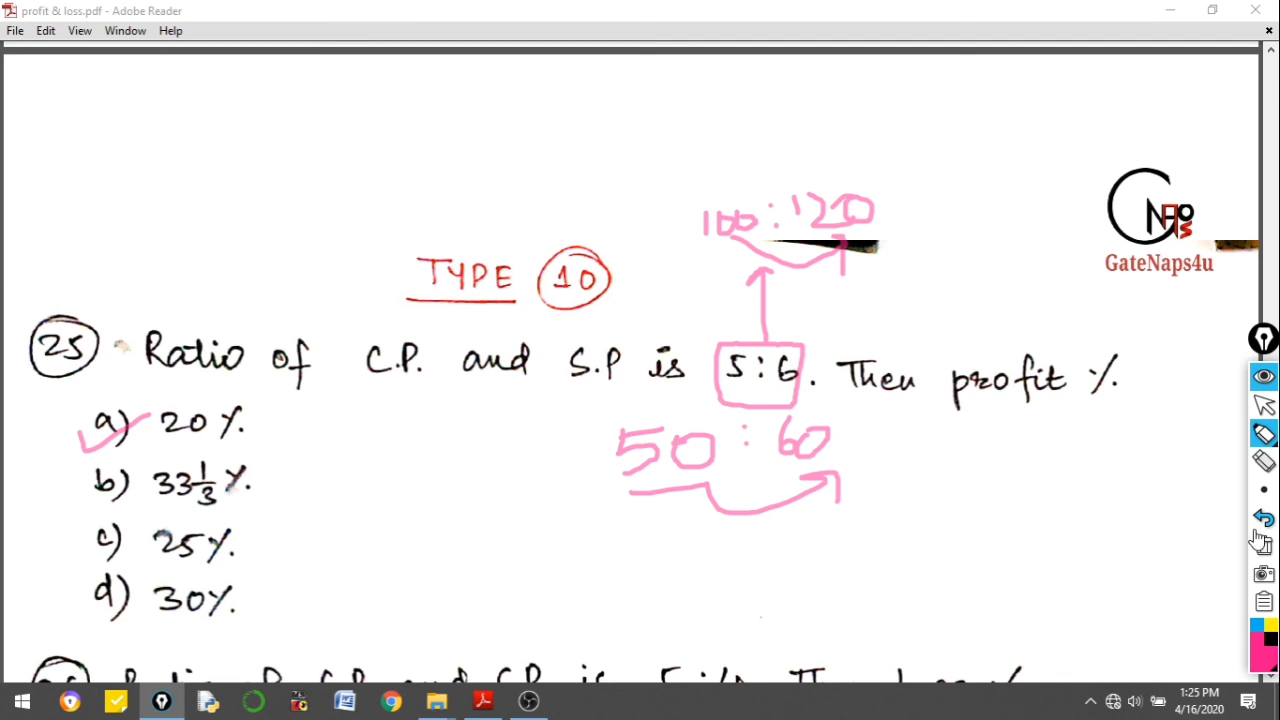 profit & loss.pdf - Adobe Reader
File Edit View Window Help
100 : 120
GateNaps4u
TYPE 10
25 Ratio of C.P. and S.P is 5:6. Then profit %
50 : 60
a) 20%.
b) 33 1/3 %.
c) 25%.
d) 30%.
1:25 PM
4/16/2020